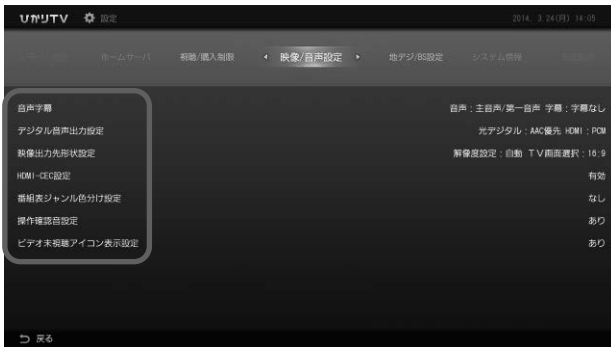 ひかりTV 設定 2014. 3.24(月) 14:05
ホームサーバ 視聴/購入制限 映像/音声設定 地デジ/BS設定 システム情報
音声字幕 音声：主音声/第一音声 字幕：字幕なし
デジタル音声出力設定 光デジタル：AAC優先 HDMI：PCM
映像出力先形状設定 解像度設定：自動 TV画面選択：16:9
HDMI-CEC設定 有効
番組表ジャンル色分け設定 なし
操作確認音設定 あり
ビデオ未視聴アイコン表示設定 あり
戻る